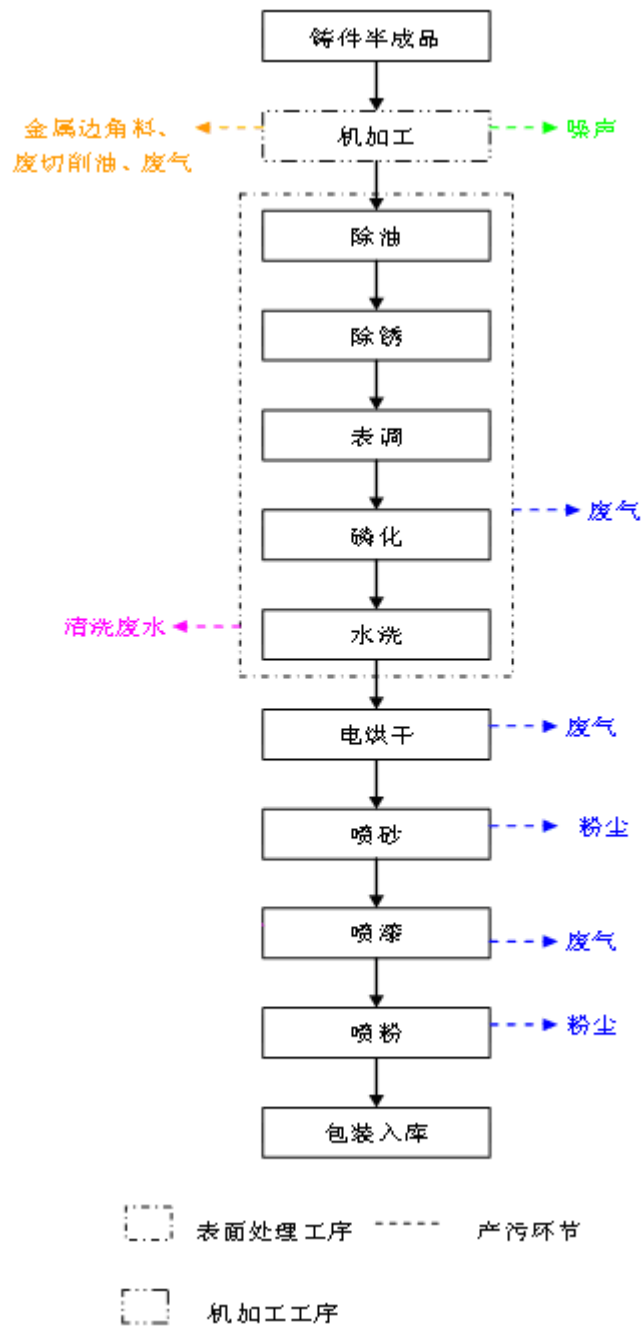 铸件半成品
金属边角料、
废切削油、废气
机加工
噪声
除油
除锈
表调
磷化
废气
清洗废水
水洗
电烘干
废气
喷砂
粉尘
喷漆
废气
喷粉
粉尘
包装入库
表面处理工序
产污环节
机加工工序